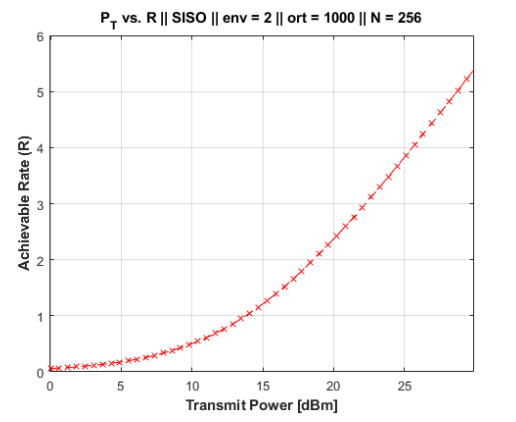 P_T vs. R || SISO || env = 2 || ort = 1000 || N = 256
6
5
4
3
2
1
0
Achievable Rate (R)
0 5 10 15 20 25
Transmit Power [dBm]